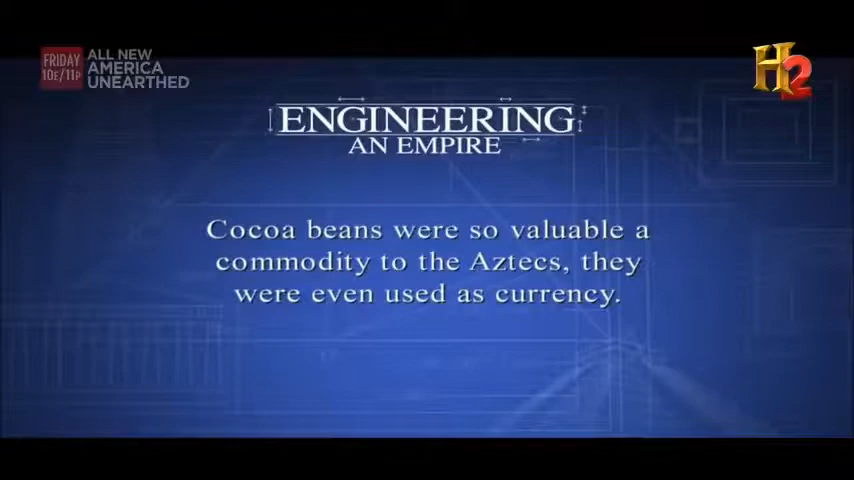 FRIDAY
10E/11P
ALL NEW
AMERICA
UNEARTHED
H2
ENGINEERING
AN EMPIRE
Cocoa beans were so valuable a
commodity to the Aztecs, they
were even used as currency.